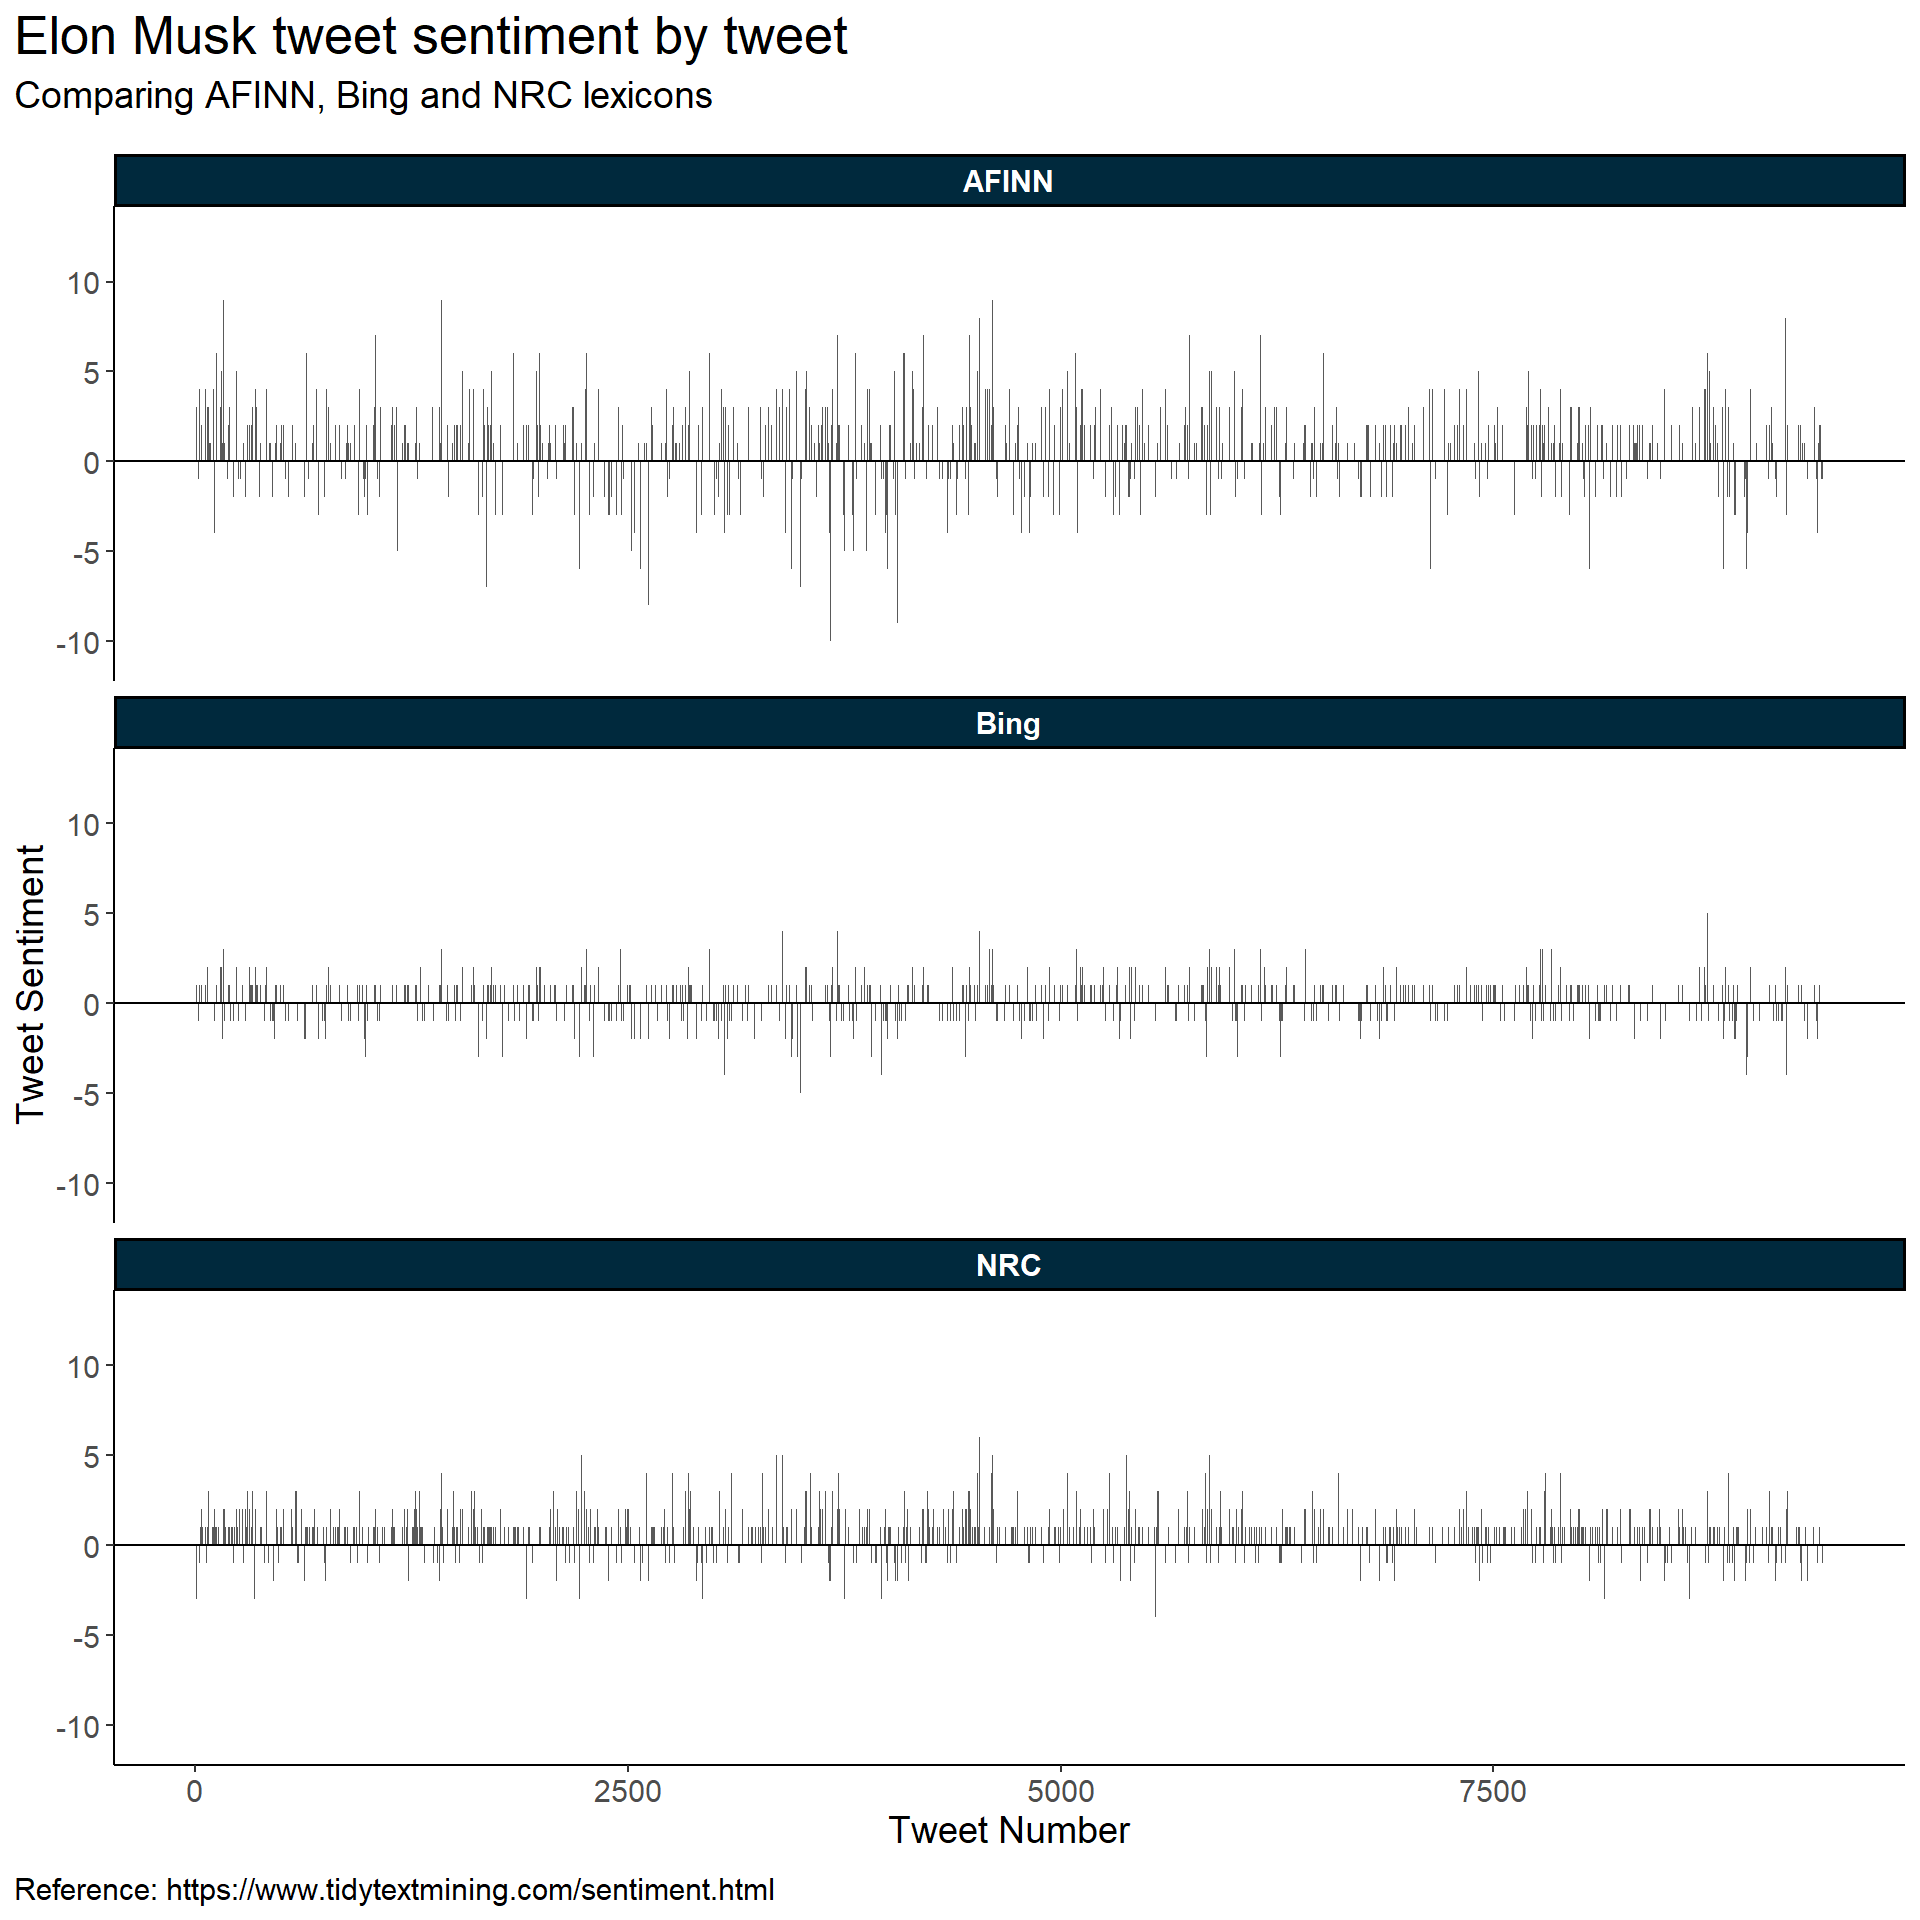 Elon Musk tweet sentiment by tweet
Comparing AFINN, Bing and NRC lexicons
AFINN
10
5
0
-5
-10
Bing
10
5
0
-5
-10
Tweet Sentiment
NRC
10
5
0
-5
-10
0 2500 5000 7500
Tweet Number
Reference: https://www.tidytextmining.com/sentiment.html